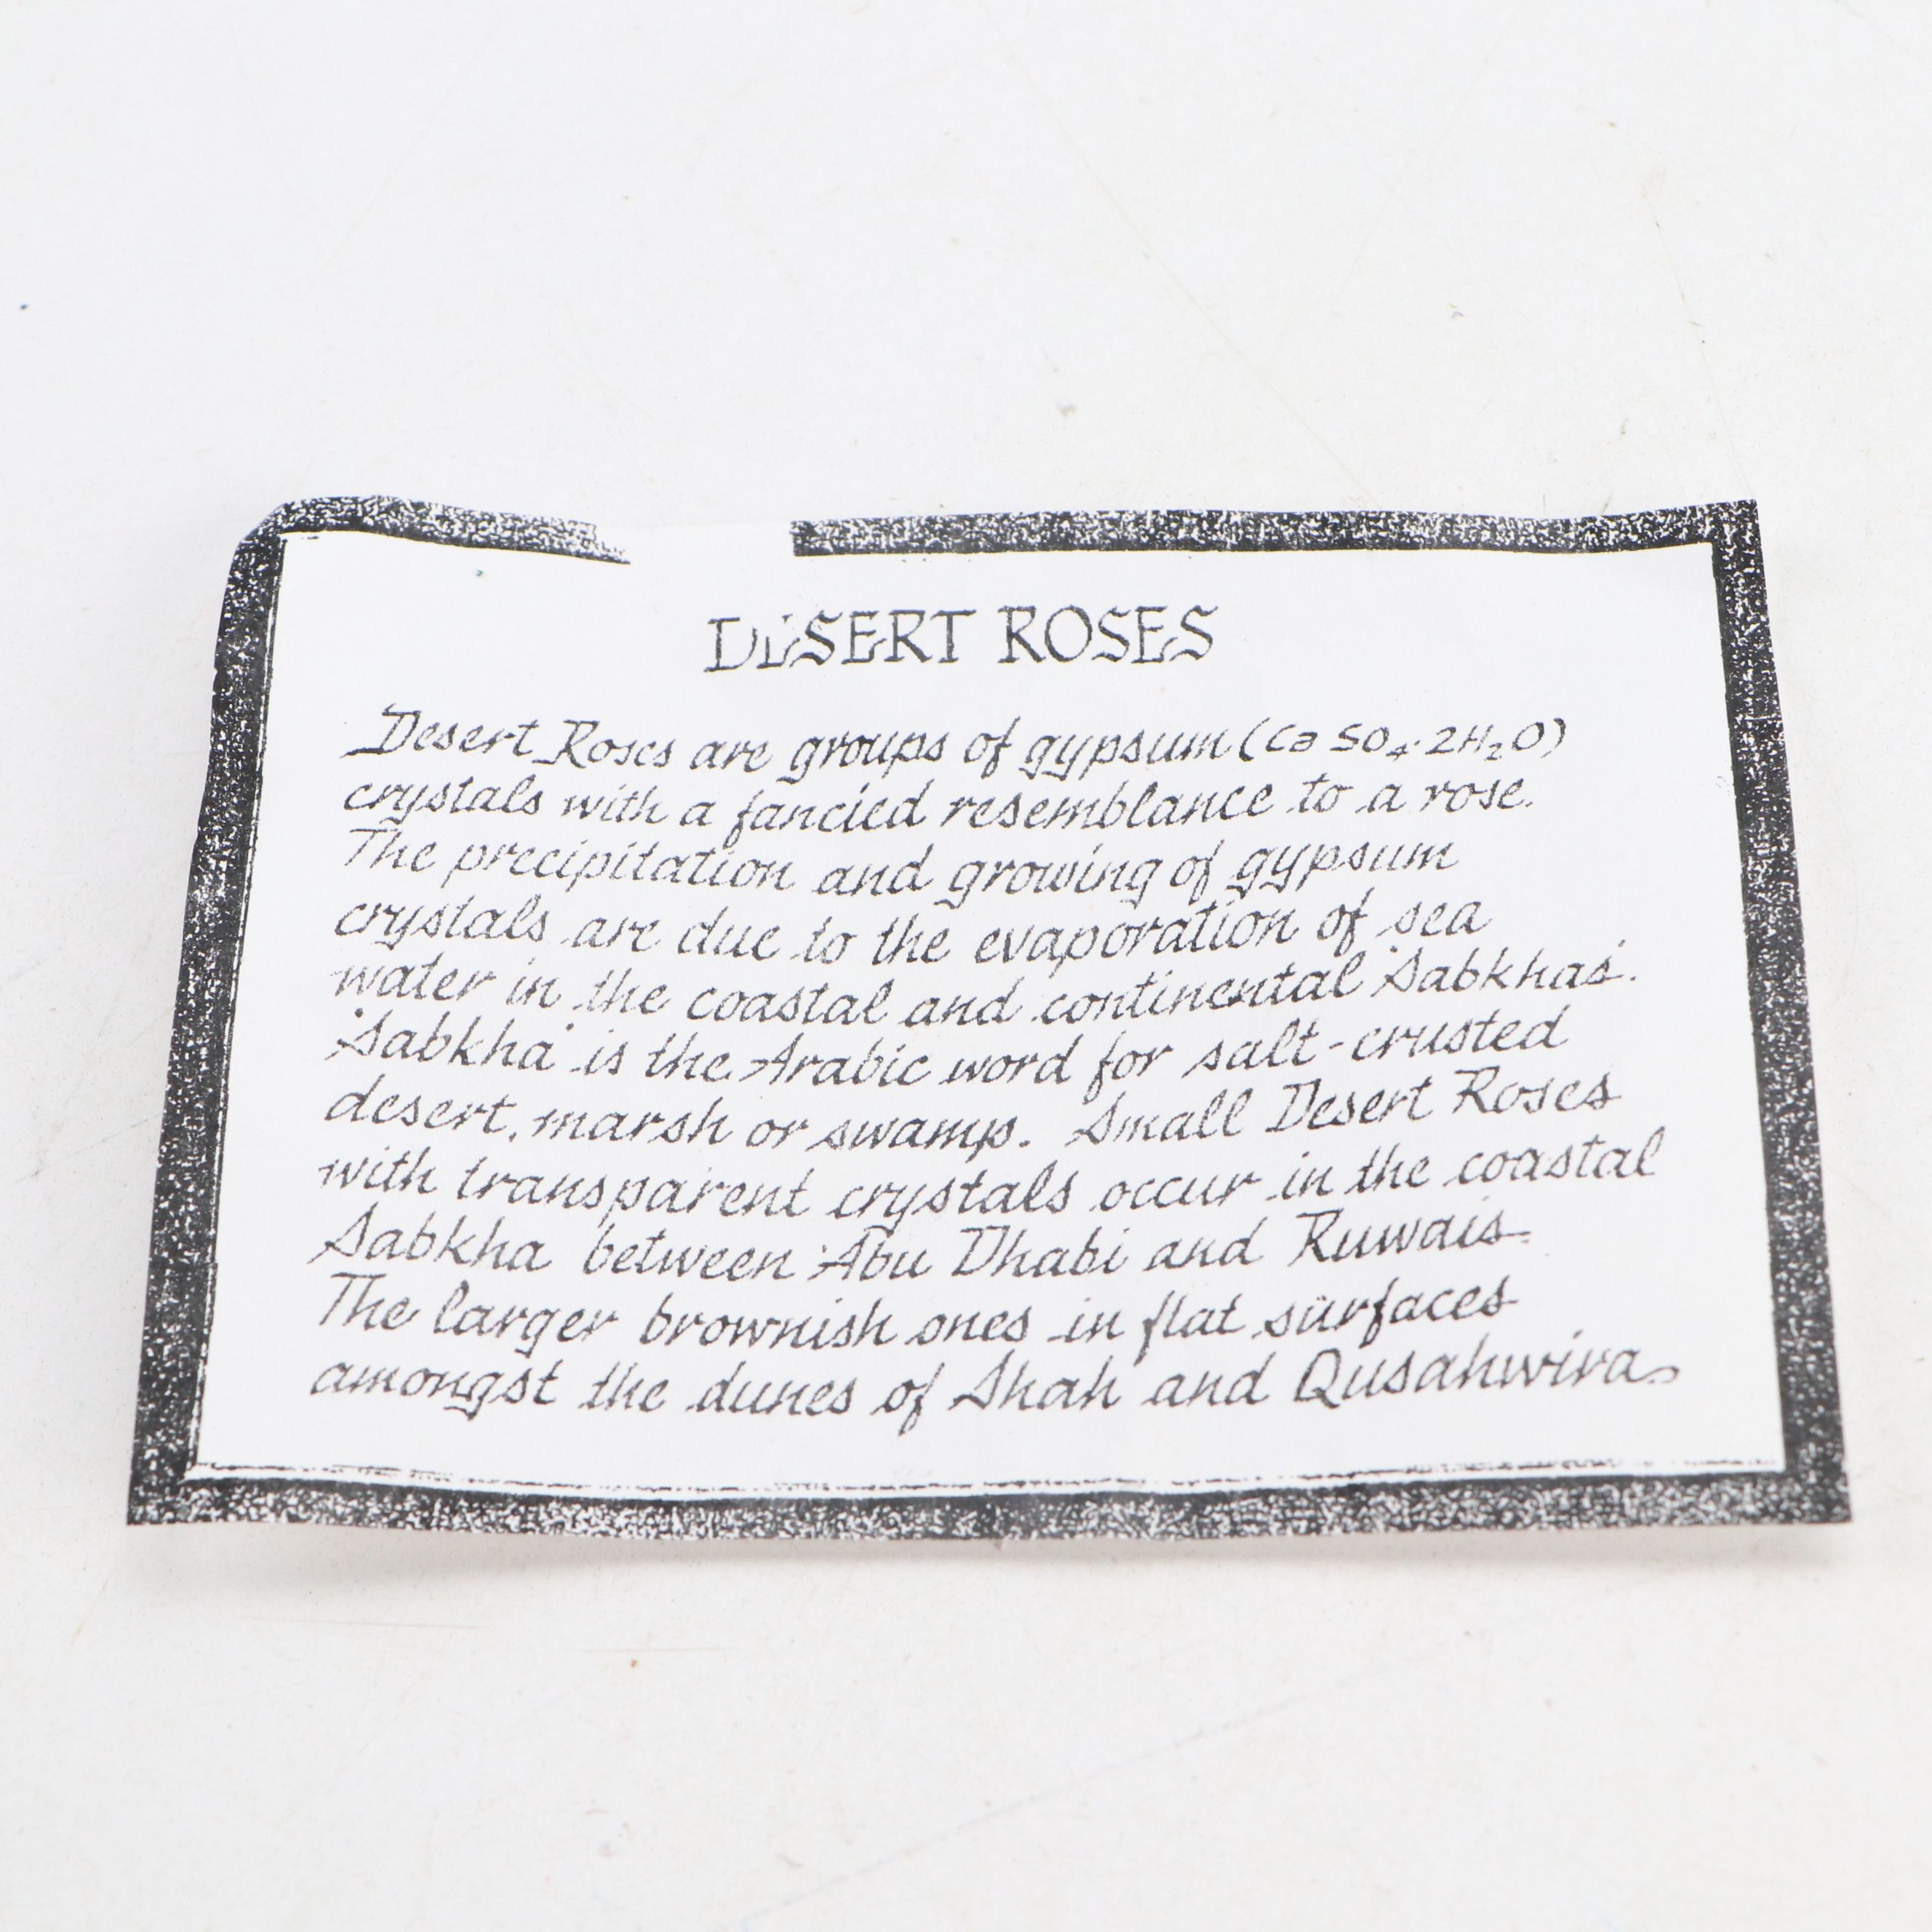 DESERT ROSES
Desert Roses are groups of gypsum (CaSO₄·2H₂O)
crystals with a fancied resemblance to a rose.
The precipitation and growing of gypsum
crystals are due to the evaporation of sea
water in the coastal and continental 'Sabkhas'.
'Sabkha' is the Arabic word for salt-crusted
desert, marsh or swamp. Small Desert Roses
with transparent crystals occur in the coastal
Sabkha between Abu Dhabi and Ruwais.
The larger brownish ones in flat surfaces
amongst the dunes of Shah and Qusahwira.